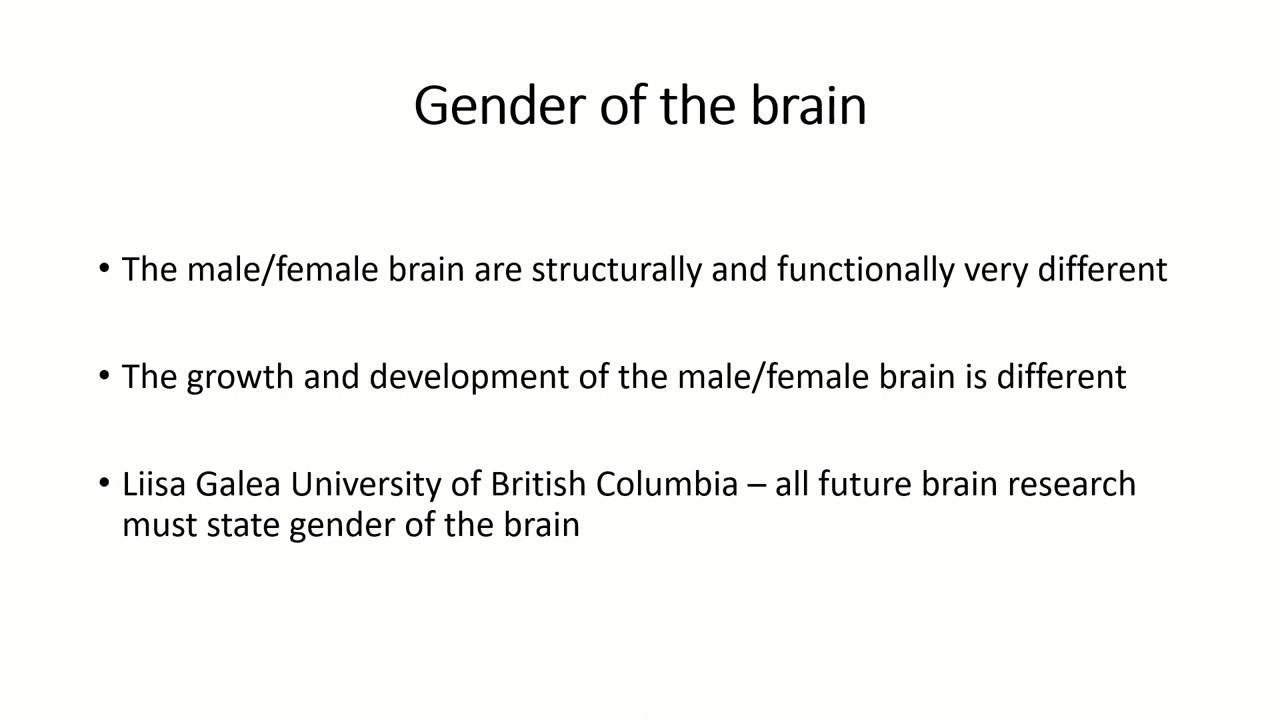 Gender of the brain
• The male/female brain are structurally and functionally very different
• The growth and development of the male/female brain is different
• Liisa Galea University of British Columbia – all future brain research
must state gender of the brain